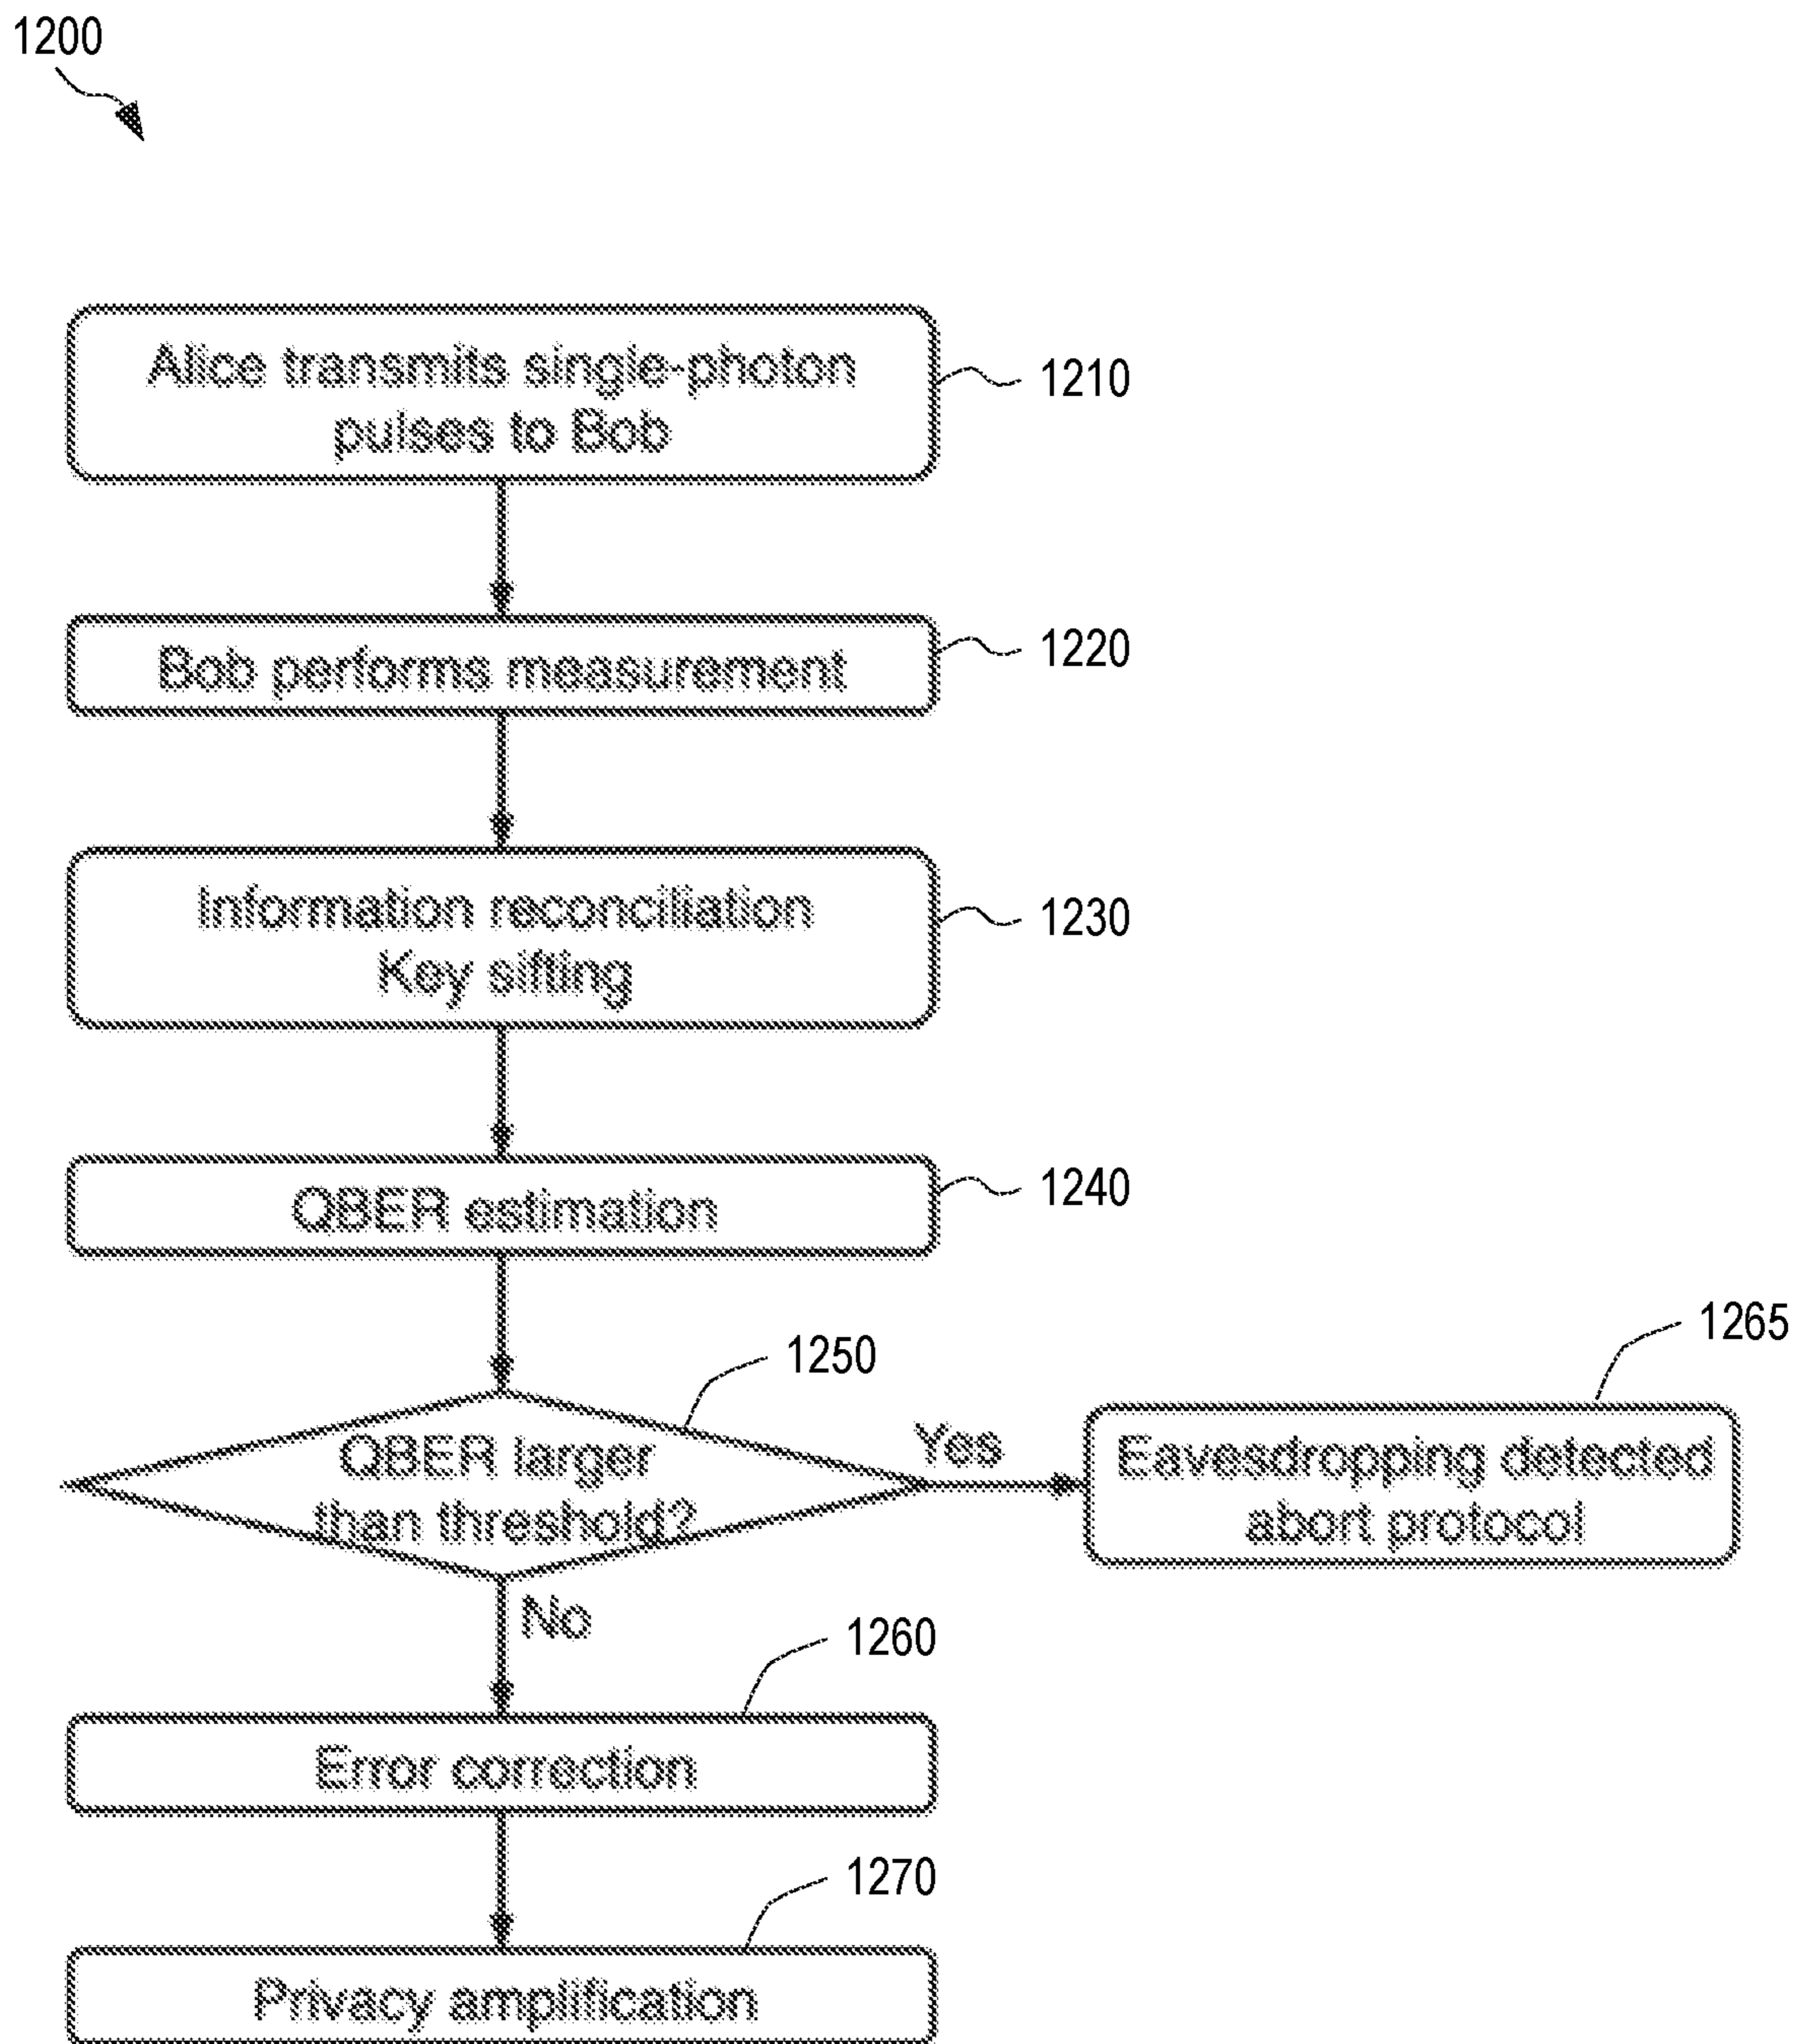 1200
Alice transmits single-photon
pulses to Bob
1210
Bob performs measurement
1220
Information reconciliation
Key sifting
1230
QBER estimation
1240
1250
QBER larger
than threshold?
Yes
1265
Eavesdropping detected
abort protocol
No
1260
Error correction
1270
Privacy amplification